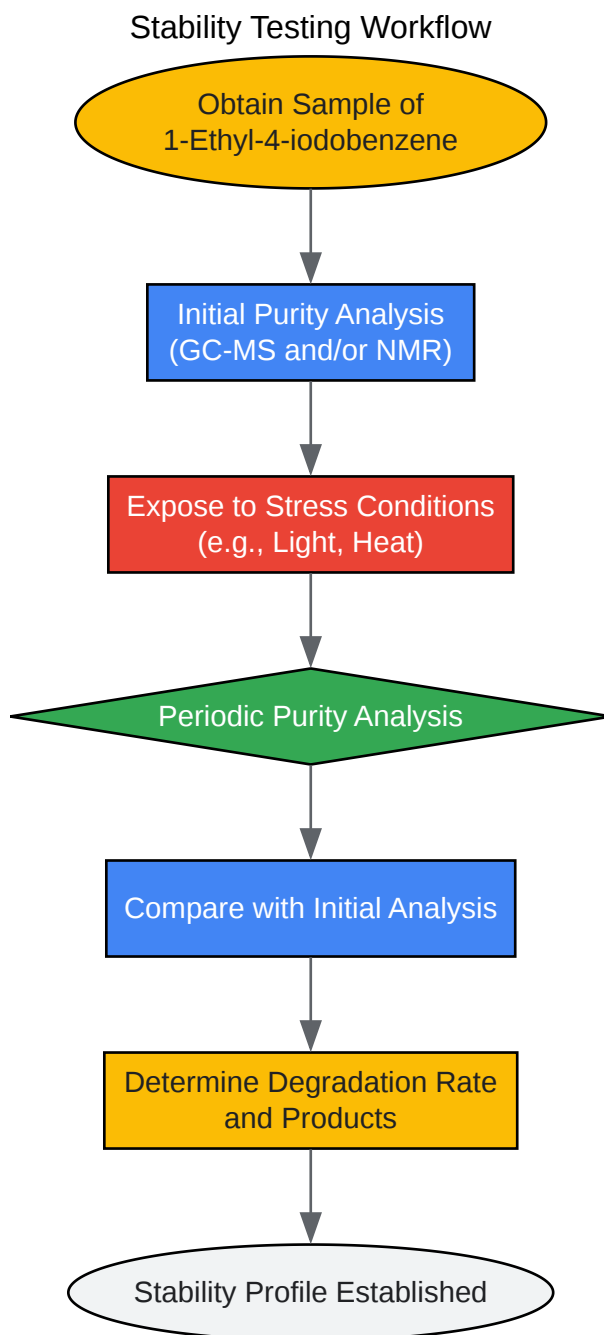 Stability Testing Workflow
Obtain Sample of
1-Ethyl-4-iodobenzene
Initial Purity Analysis
(GC-MS and/or NMR)
Expose to Stress Conditions
(e.g., Light, Heat)
Periodic Purity Analysis
Compare with Initial Analysis
Determine Degradation Rate
and Products
Stability Profile Established